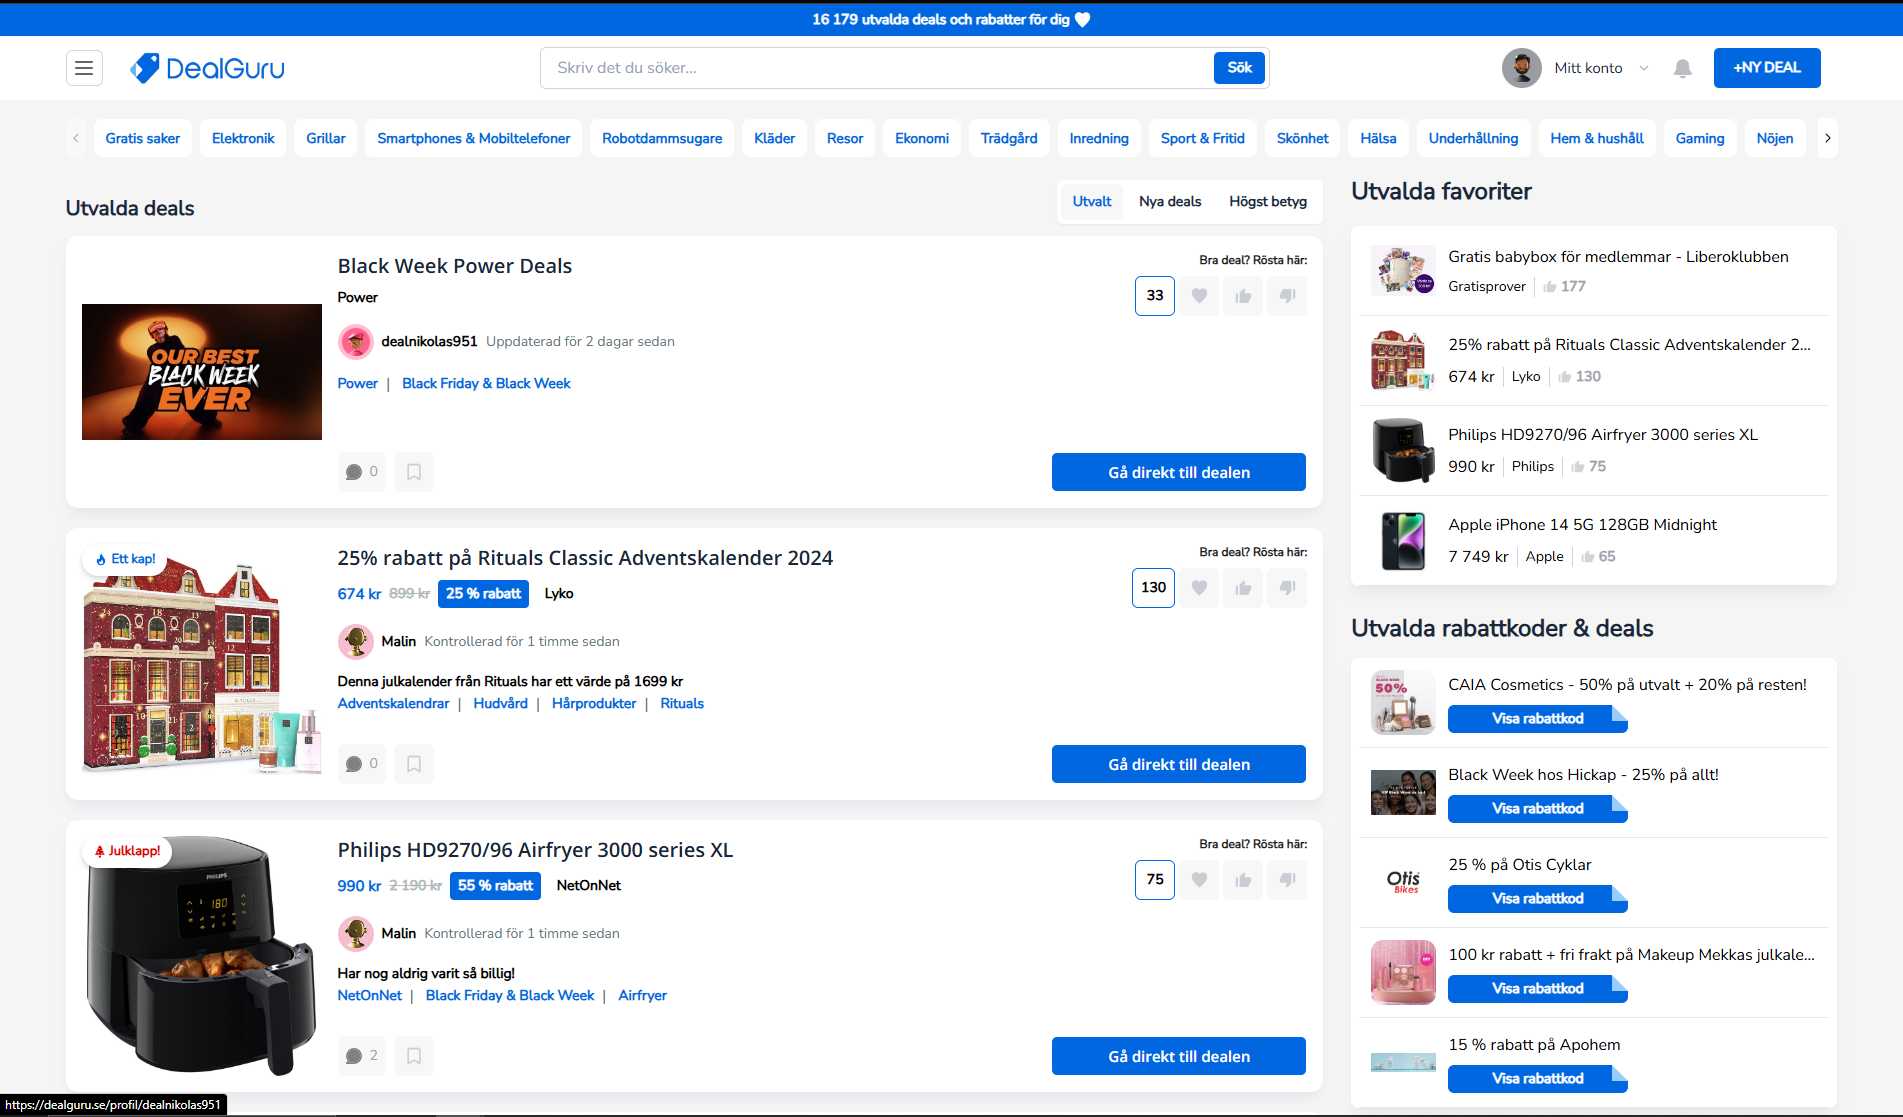 16 179 utvalda deals och rabatter för dig
DealGuru
Skriv det du söker...
Sök
Mitt konto
+NY DEAL
Gratis saker
Elektronik
Grillar
Smartphones & Mobiltelefoner
Robotdammsugare
Kläder
Resor
Ekonomi
Trädgård
Inredning
Sport & Fritid
Skönhet
Hälsa
Underhållning
Hem & hushåll
Gaming
Nöjen
Utvalda deals
Utvalt
Nya deals
Högst betyg
OUR BEST
BLACK WEEK
EVER
Black Week Power Deals
Power
dealnikolas951 Uppdaterad för 2 dagar sedan
Power | Black Friday & Black Week
0
Bra deal? Rösta här:
33
Gå direkt till dealen
Ett kap!
25% rabatt på Rituals Classic Adventskalender 2024
674 kr 899 kr 25 % rabatt Lyko
Malin Kontrollerad för 1 timme sedan
Denna julkalender från Rituals har ett värde på 1699 kr
Adventskalendrar | Hudvård | Hårprodukter | Rituals
0
Bra deal? Rösta här:
130
Gå direkt till dealen
Julklapp!
PHILIPS
180
Philips HD9270/96 Airfryer 3000 series XL
990 kr 2 190 kr 55 % rabatt NetOnNet
Malin Kontrollerad för 1 timme sedan
Har nog aldrig varit så billig!
NetOnNet | Black Friday & Black Week | Airfryer
2
Bra deal? Rösta här:
75
Gå direkt till dealen
Utvalda favoriter
Gratis babybox för medlemmar - Liberoklubben
Gratisprover 177
25% rabatt på Rituals Classic Adventskalender 2...
674 kr Lyko 130
Philips HD9270/96 Airfryer 3000 series XL
990 kr Philips 75
Apple iPhone 14 5G 128GB Midnight
7 749 kr Apple 65
Utvalda rabattkoder & deals
BLACK WEEK
50%
CAIA Cosmetics - 50% på utvalt + 20% på resten!
Visa rabattkod
Black Week hos Hickap - 25% på allt!
Visa rabattkod
Otis
Bikes
25 % på Otis Cyklar
Visa rabattkod
100 kr rabatt + fri frakt på Makeup Mekkas julkale...
Visa rabattkod
15 % rabatt på Apohem
Visa rabattkod
https://dealguru.se/profil/dealnikolas951